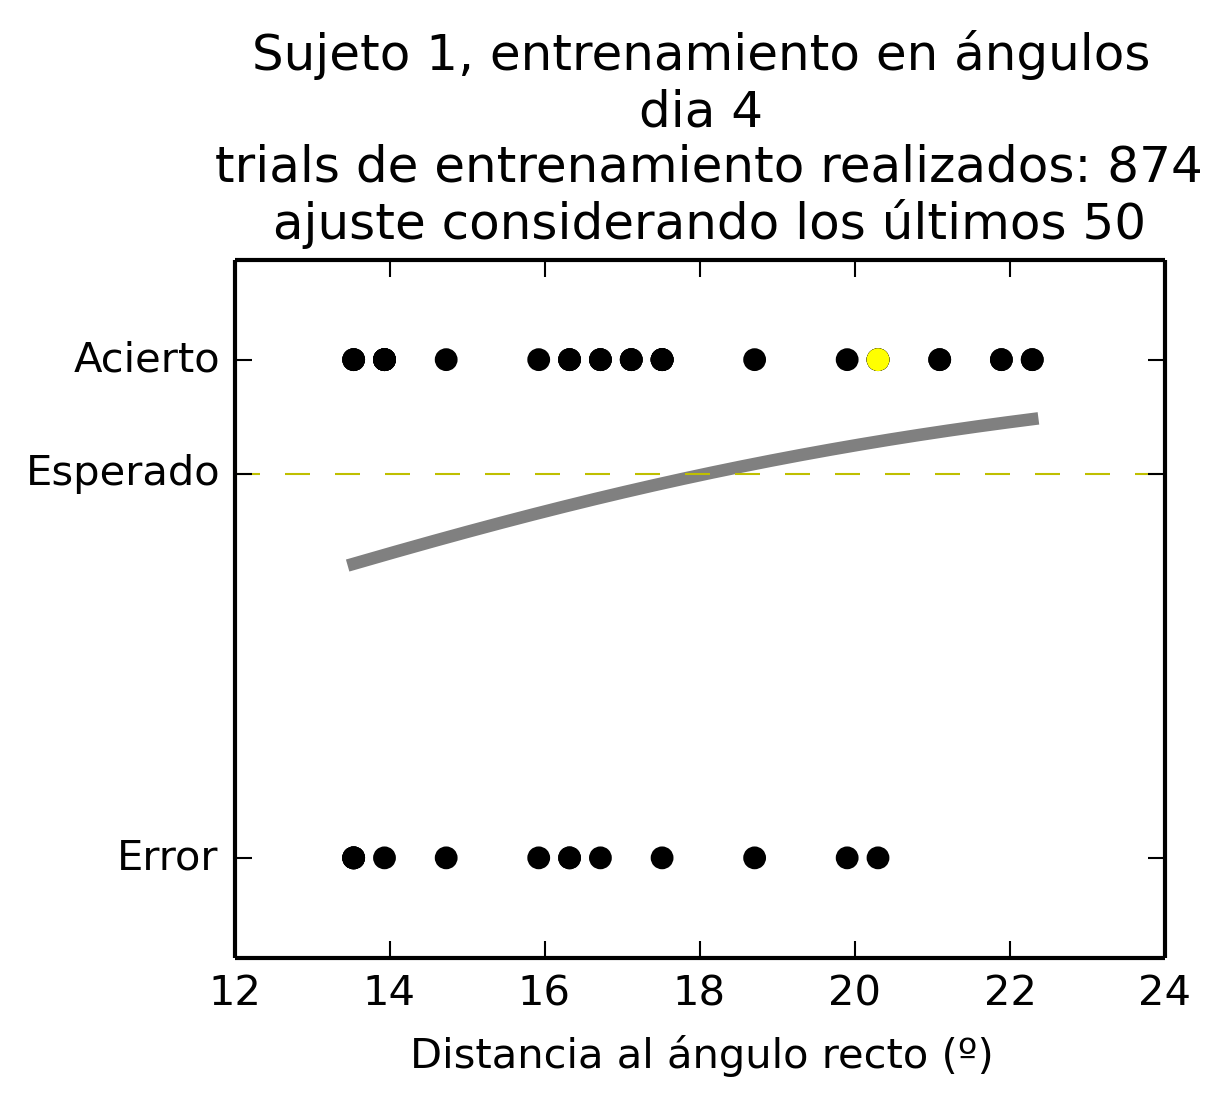 Sujeto 1, entrenamiento en ángulos
dia 4
trials de entrenamiento realizados: 874
ajuste considerando los últimos 50
Acierto
Esperado
Error
12 14 16 18 20 22 24
Distancia al ángulo recto (º)